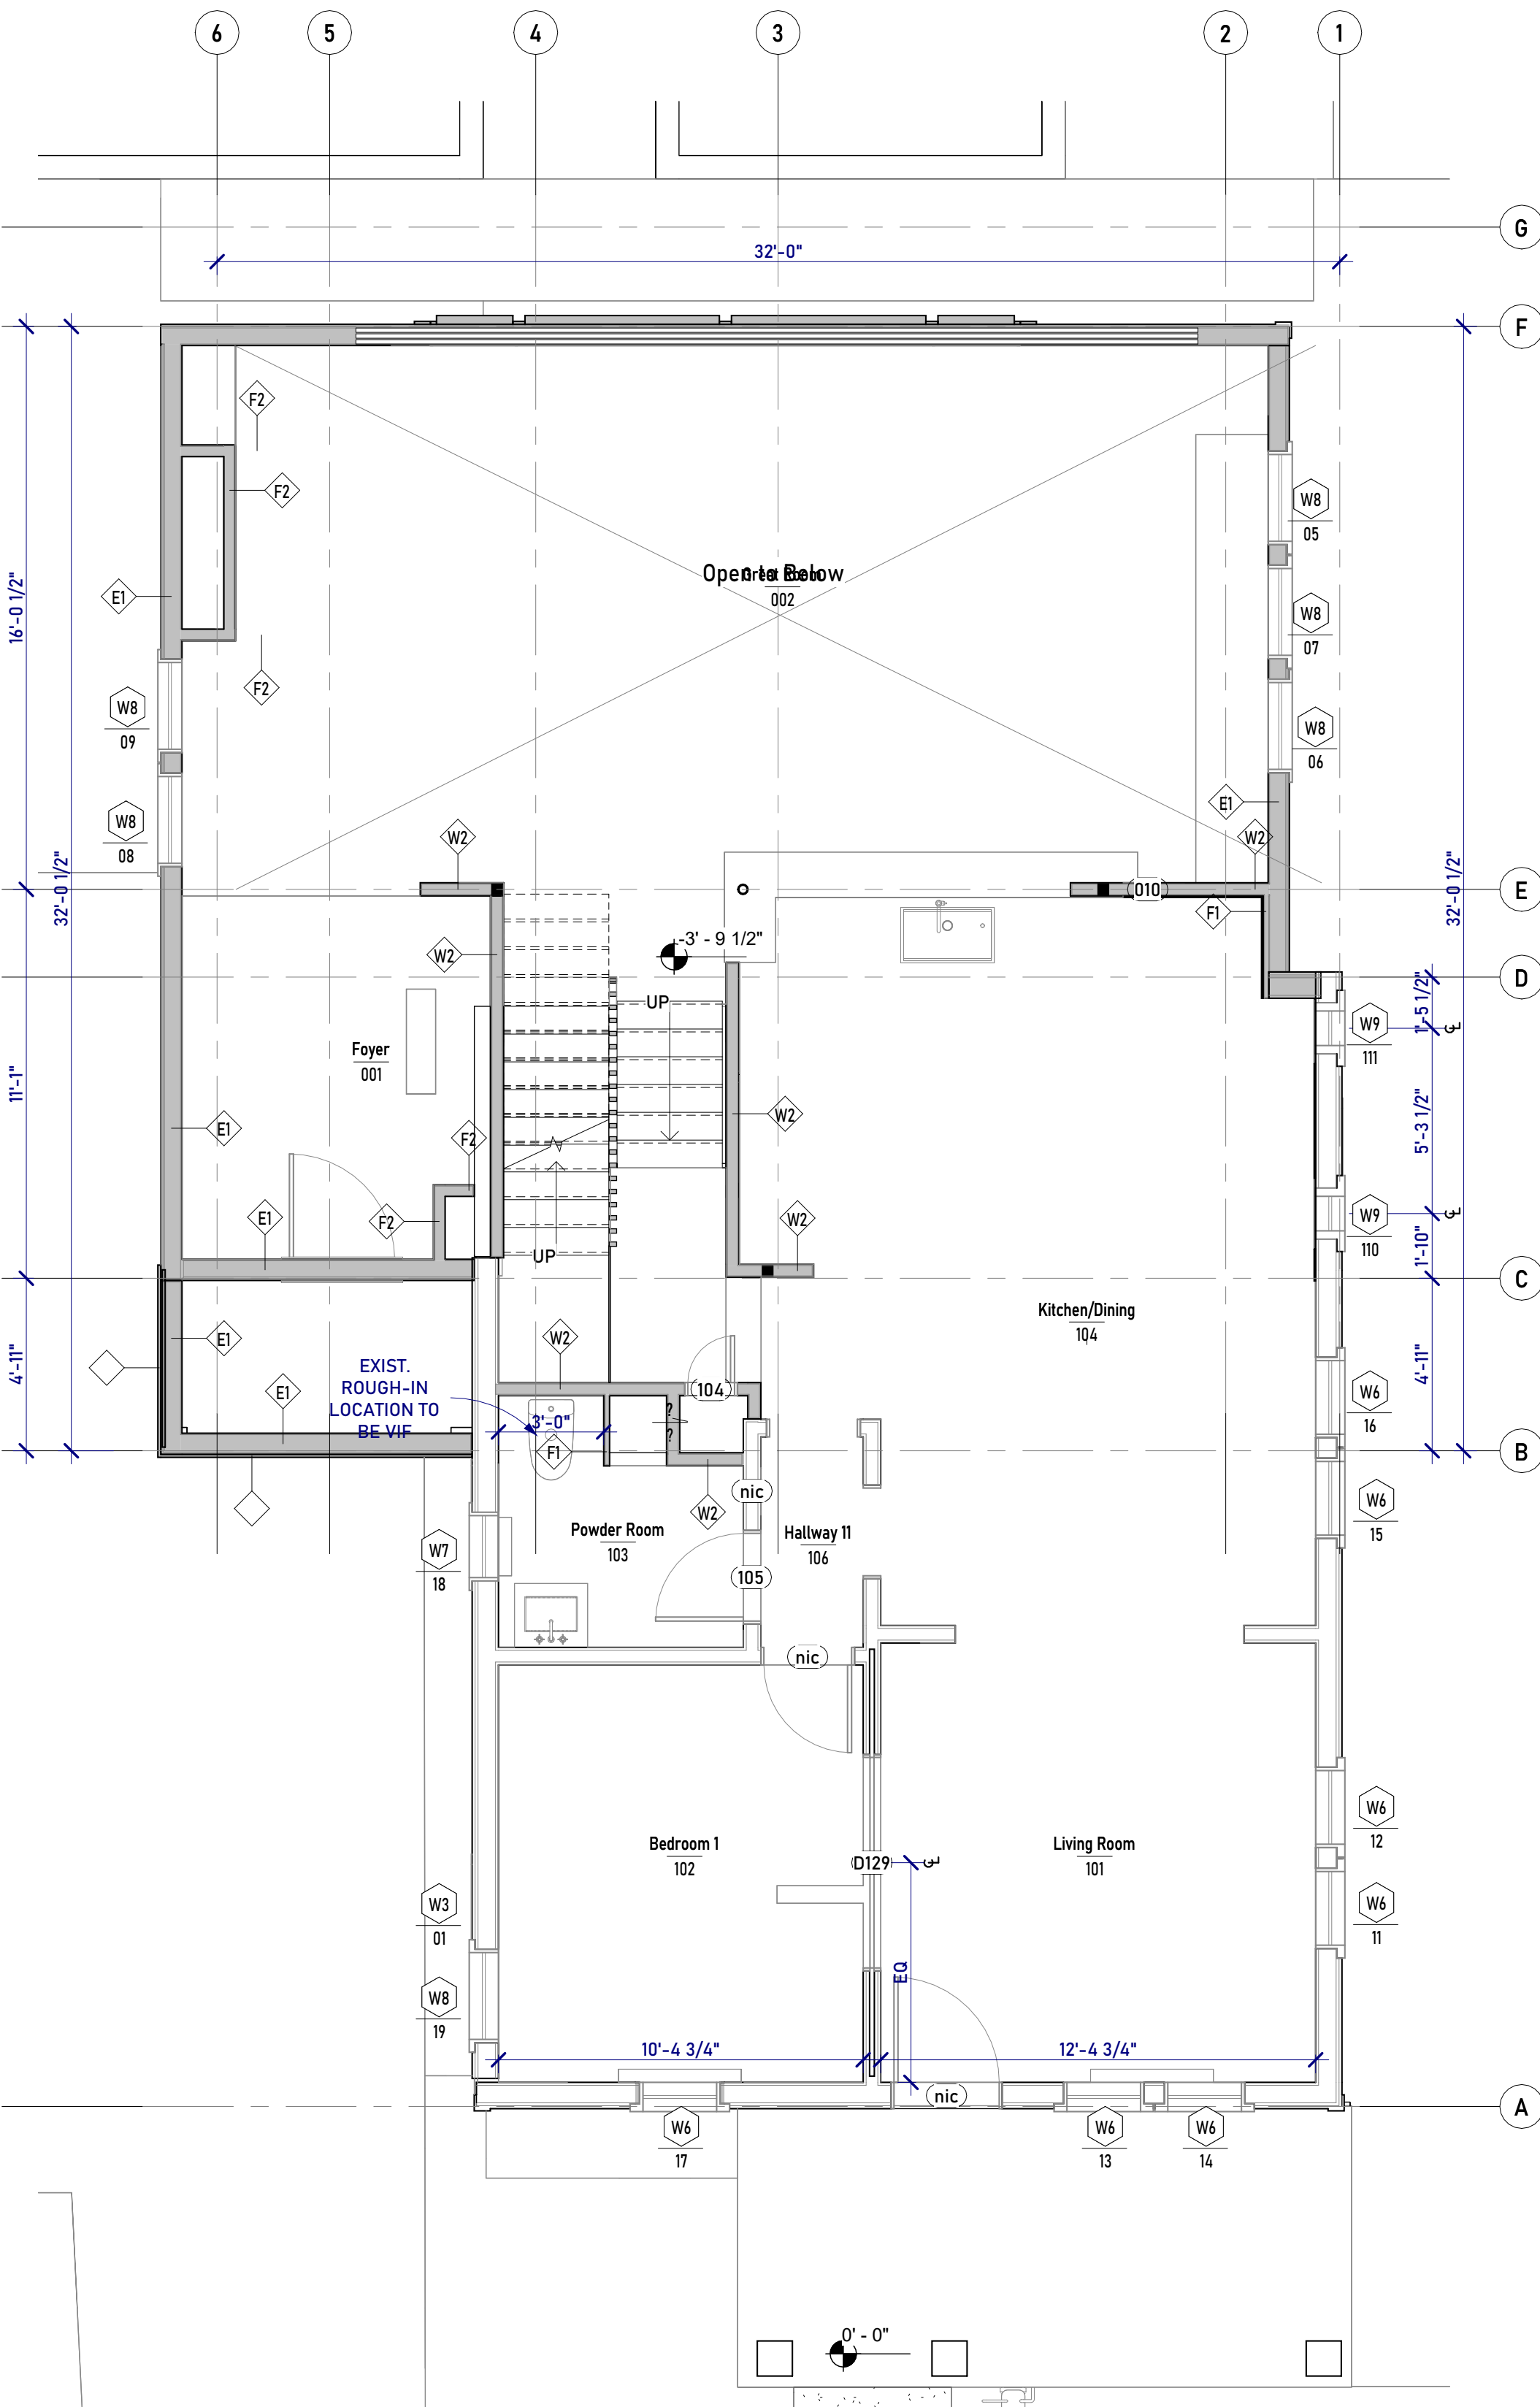 6
5
4
3
2
1
G
32'-0"
F
F2
F2
W8
05
Open to Below
Great Room
002
E1
16'-0 1/2"
W8
07
F2
W8
09
W8
06
E1
W8
08
W2
W2
32'-0 1/2"
32'-0 1/2"
010
E
F1
-3' - 9 1/2"
W2
D
UP
1'-5 1/2"
W9
111
Foyer
001
11'-1"
E1
W2
5'-3 1/2"
F2
E1
F2
W2
W9
110
1'-10"
UP
C
Kitchen/Dining
104
E1
W2
4'-11"
4'-11"
EXIST.
ROUGH-IN
LOCATION TO
BE VIF
E1
104
W6
16
?
?
3'-0"
F1
B
nic
W2
W6
15
Powder Room
103
Hallway 11
106
W7
18
105
nic
W6
12
Bedroom 1
102
Living Room
101
D129
W3
01
W6
11
EQ
W8
19
10'-4 3/4"
12'-4 3/4"
nic
A
W6
17
W6
13
W6
14
0' - 0"